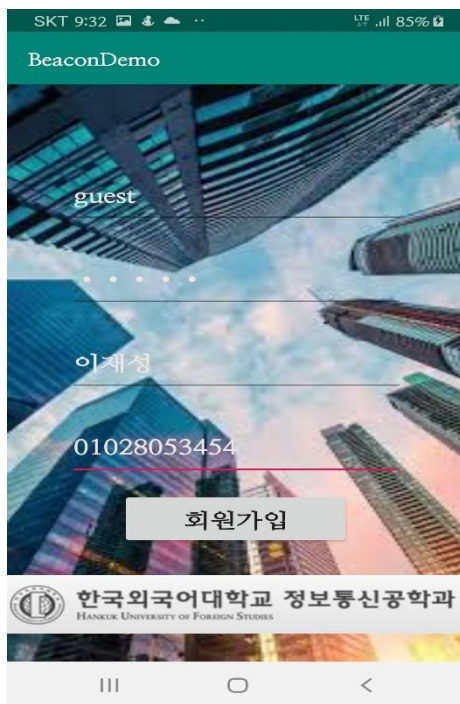 SKT 9:32
LTE 85%
BeaconDemo
guest
이재성
01028053454
회원가입
한국외국어대학교 정보통신공학과
HANKUK UNIVERSITY OF FOREIGN STUDIES